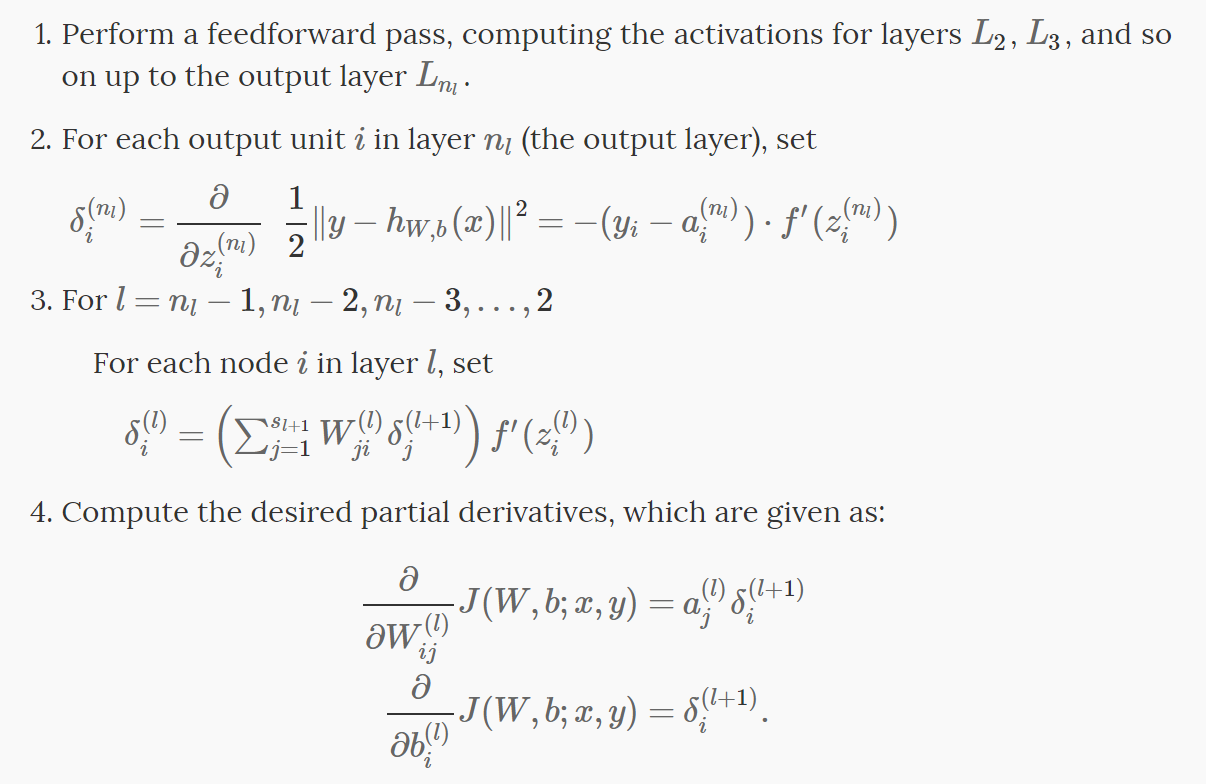 1. Perform a feedforward pass, computing the activations for layers $L_2$, $L_3$, and so
on up to the output layer $L_{n_l}$.
2. For each output unit $i$ in layer $n_l$ (the output layer), set
$\delta_i^{(n_l)} = \frac{\partial}{\partial z_i^{(n_l)}} \frac{1}{2} \|y - h_{W,b}(x)\|^2 = -(y_i - a_i^{(n_l)}) \cdot f'(z_i^{(n_l)})$
3. For $l = n_l - 1, n_l - 2, n_l - 3, \ldots, 2$
For each node $i$ in layer $l$, set
$\delta_i^{(l)} = \left( \sum_{j=1}^{s_{l+1}} W_{ji}^{(l)} \delta_j^{(l+1)} \right) f'(z_i^{(l)})$
4. Compute the desired partial derivatives, which are given as:
$\frac{\partial}{\partial W_{ij}^{(l)}} J(W, b; x, y) = a_j^{(l)} \delta_i^{(l+1)}$
$\frac{\partial}{\partial b_i^{(l)}} J(W, b; x, y) = \delta_i^{(l+1)}.$